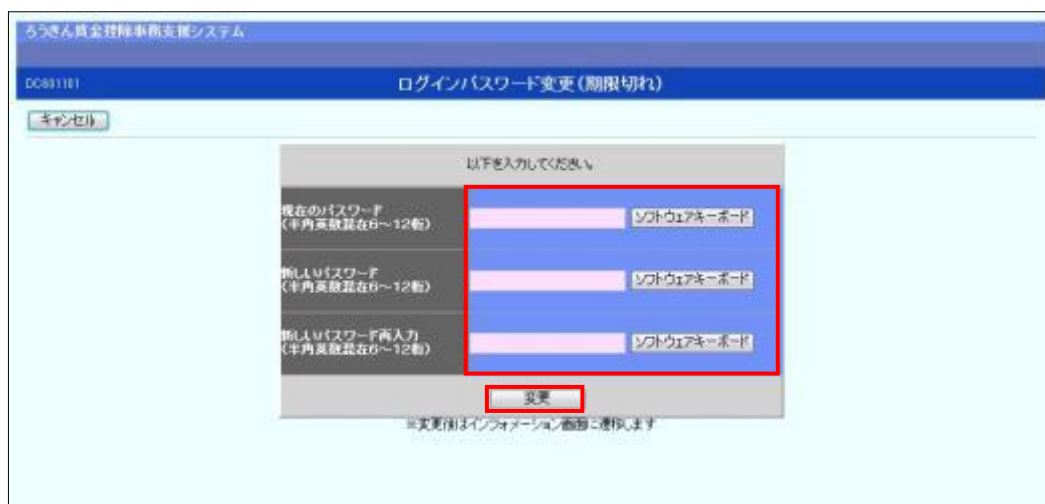 ろうきん賃金控除事務支援システム
DC001101
ログインパスワード変更(期限切れ)
キャンセル
以下を入力してください。
現在のパスワード
(半角英数混在6〜12桁)
ソフトウェアキーボード
新しいパスワード
(半角英数混在6〜12桁)
ソフトウェアキーボード
新しいパスワード再入力
(半角英数混在6〜12桁)
ソフトウェアキーボード
変更
※変更後はインフォメーション画面に遷移します